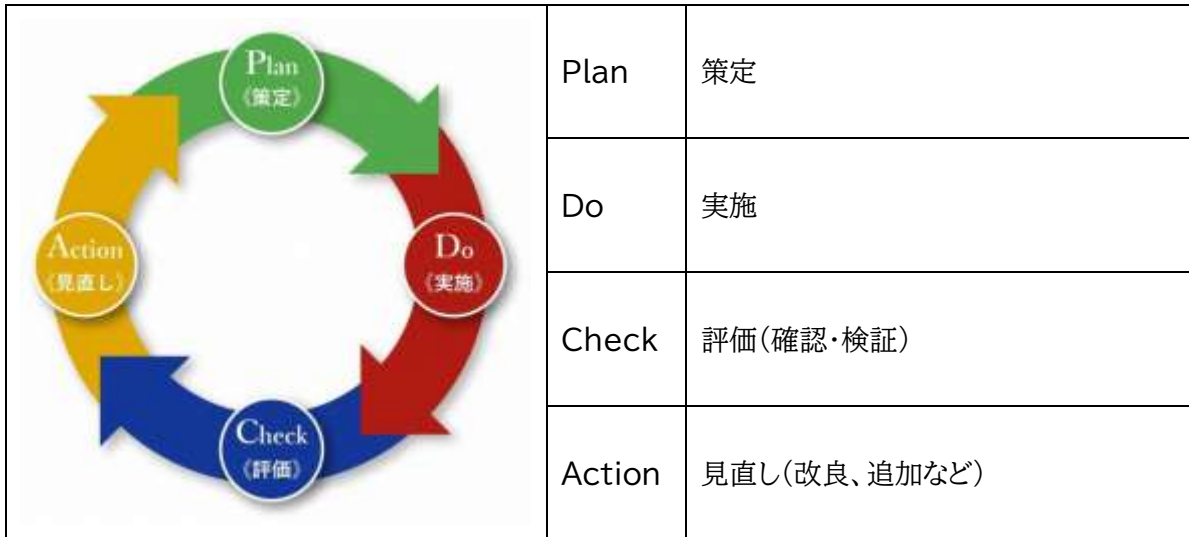 Plan
《策定》
Action
《見直し》
Do
《実施》
Check
《評価》
Plan 策定
Do 実施
Check 評価(確認・検証)
Action 見直し(改良、追加など)